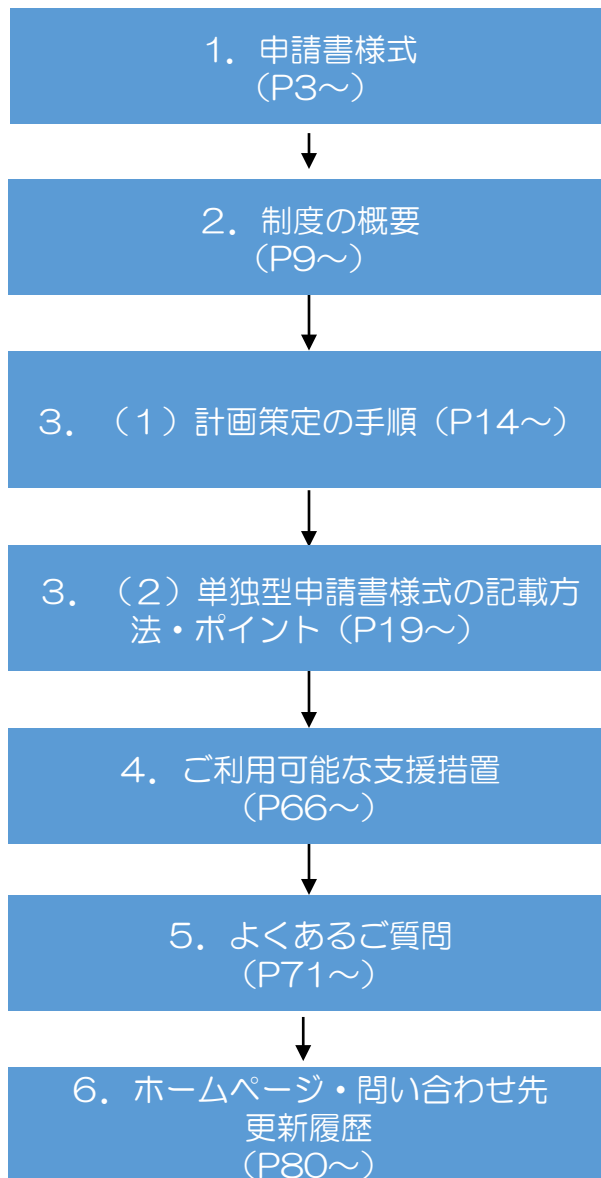 １．申請書様式
（P3～）
２．制度の概要
（P9～）
３．（１）計画策定の手順（P14～）
３．（２）単独型申請書様式の記載方
法・ポイント（P19～）
４．ご利用可能な支援措置
（P66～）
５．よくあるご質問
（P71～）
６．ホームページ・問い合わせ先
更新履歴
（P80～）